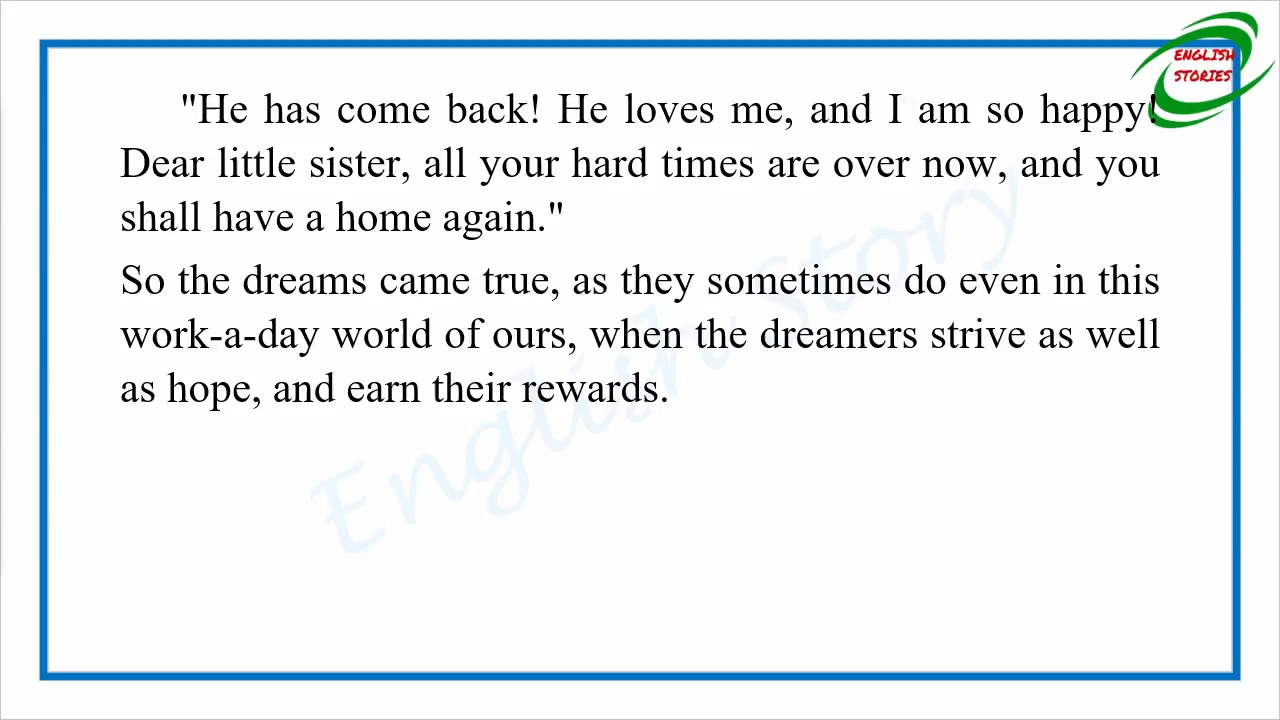 ENGLISH
STORIES
"He has come back! He loves me, and I am so happy!
Dear little sister, all your hard times are over now, and you
shall have a home again."
So the dreams came true, as they sometimes do even in this
work-a-day world of ours, when the dreamers strive as well
as hope, and earn their rewards.
English Story